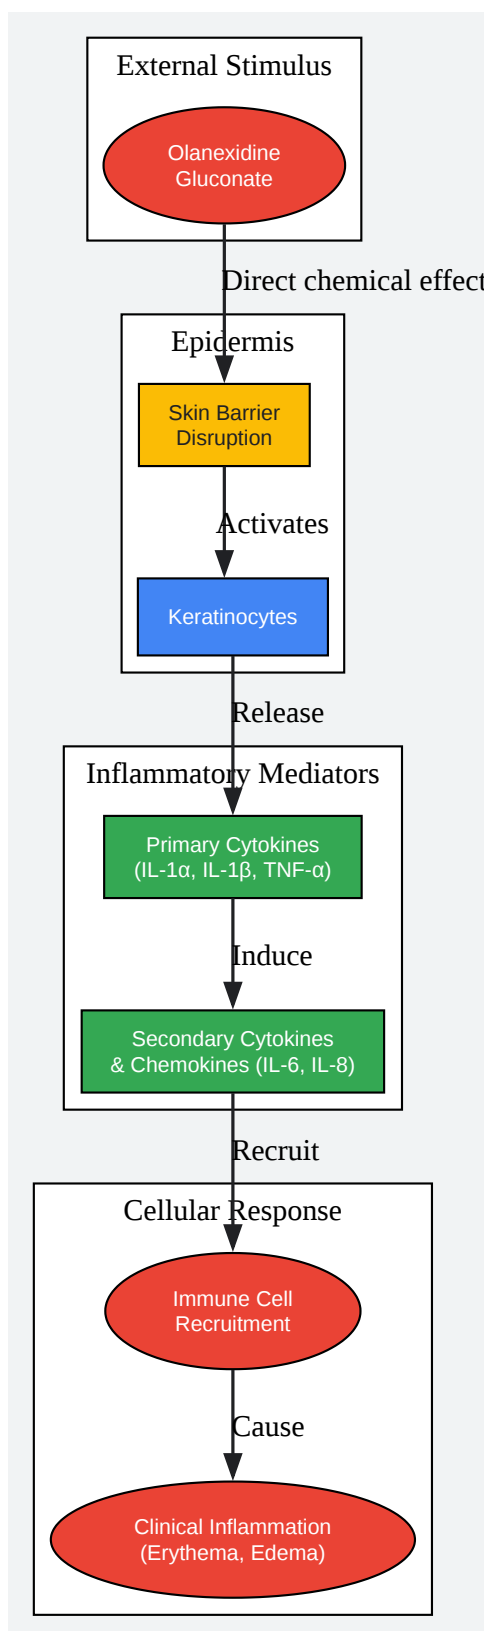 External Stimulus
Olanexidine
Gluconate
Direct chemical effect
Epidermis
Skin Barrier
Disruption
Activates
Keratinocytes
Release
Inflammatory Mediators
Primary Cytokines
(IL-1α, IL-1β, TNF-α)
Induce
Secondary Cytokines
& Chemokines (IL-6, IL-8)
Recruit
Cellular Response
Immune Cell
Recruitment
Cause
Clinical Inflammation
(Erythema, Edema)